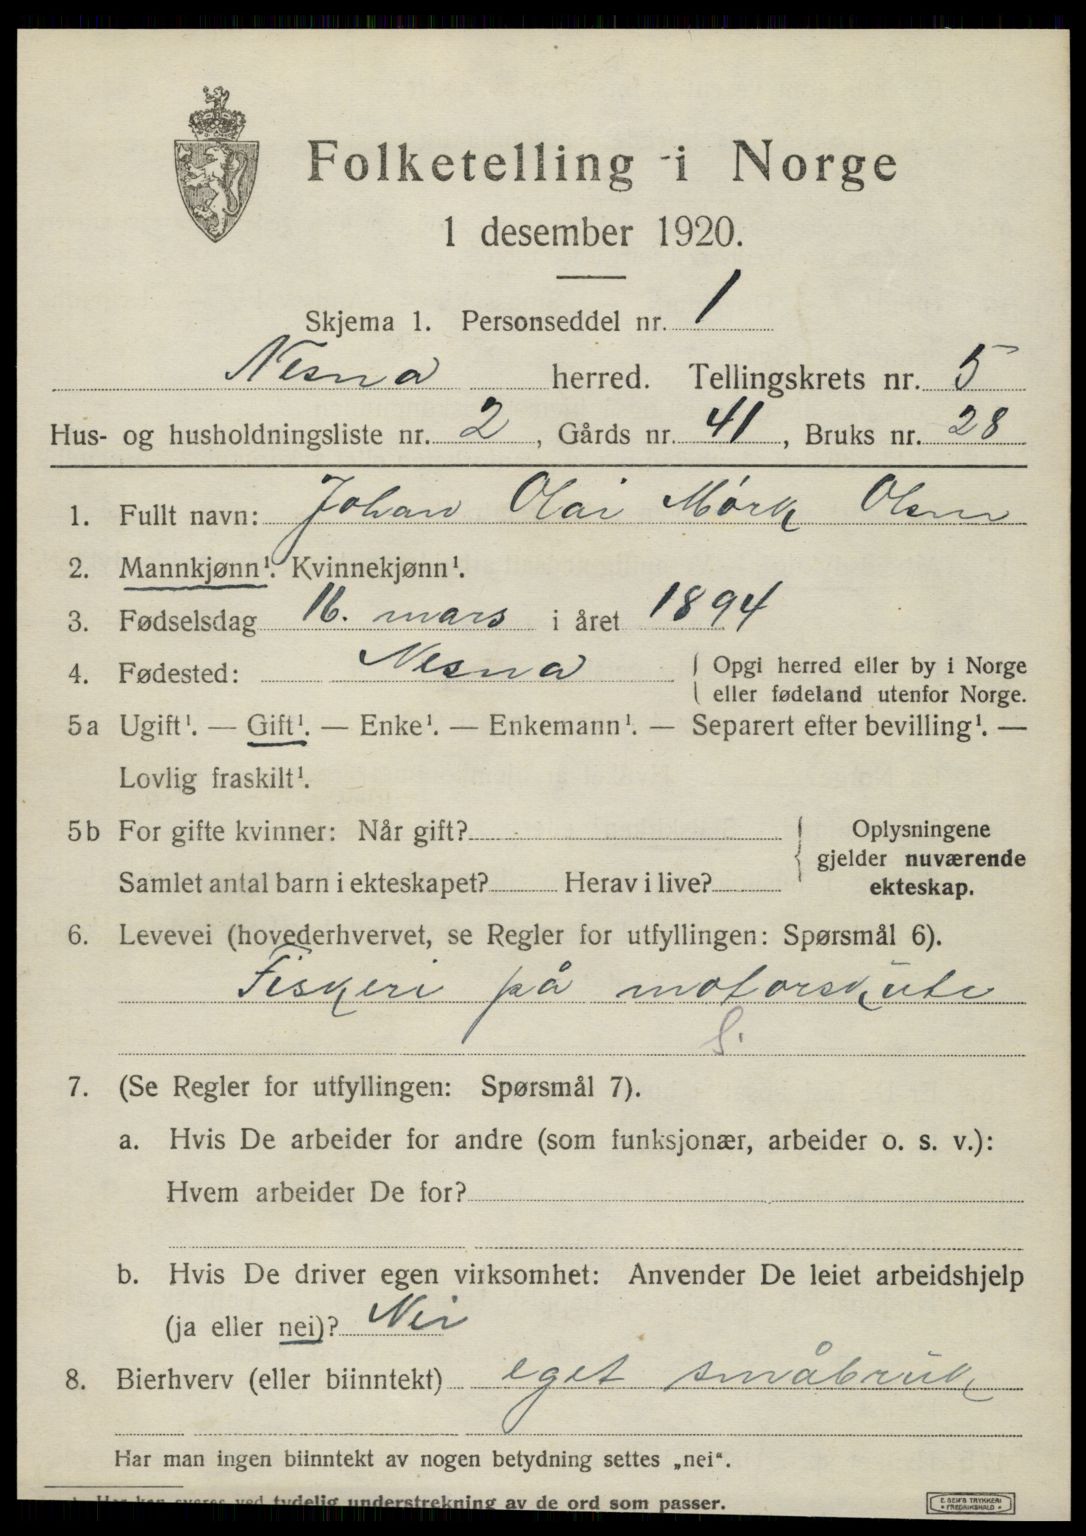 Folketelling i Norge
1 desember 1920.
Skjema 1. Personseddel nr. 1
Nesna herred. Tellingskrets nr. 5
Hus- og husholdningsliste nr. 2, Gårds nr. 41, Bruks nr. 28
1. Fullt navn: Johan Olai Mörk Olsen
2. Mannkjønn¹. Kvinnekjønn¹.
3. Fødselsdag 16. mars i året 1894
4. Fødested: Nesna { Opgi herred eller by i Norge
eller fødeland utenfor Norge.
5a Ugift¹. — Gift¹. — Enke¹. — Enkemann¹. — Separert efter bevilling¹. —
Lovlig fraskilt¹.
5b For gifte kvinner: Når gift?
Samlet antal barn i ekteskapet? Herav i live?
Oplysningene
gjelder nuværende
ekteskap.
6. Levevei (hovederhvervet, se Regler for utfyllingen: Spørsmål 6).
Fiskeri på motorskute
S.
7. (Se Regler for utfyllingen: Spørsmål 7).
a. Hvis De arbeider for andre (som funksjonær, arbeider o. s. v.):
Hvem arbeider De for?
b. Hvis De driver egen virksomhet: Anvender De leiet arbeidshjelp
(ja eller nei)? Nei
8. Bierhverv (eller biinntekt) eget småbruk
Har man ingen biinntekt av nogen betydning settes „nei".
tydelig understrekning av de ord som passer.
E. SEM'S TRYKKERI
• FREDRIKSHALD •